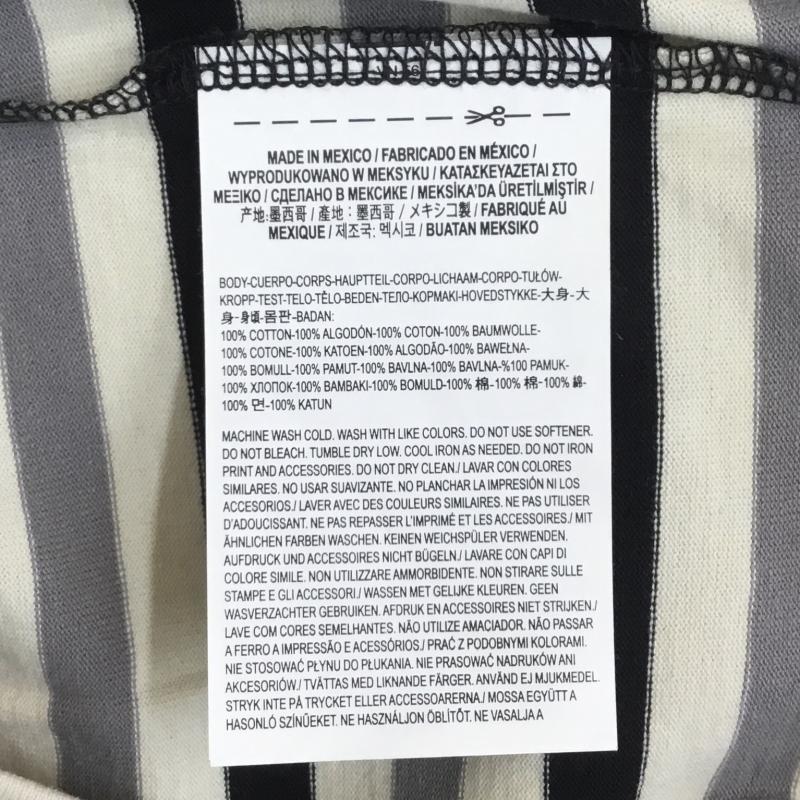 MADE IN MEXICO / FABRICADO EN MÉXICO /
WYPRODUKOWANO W MEKSYKU / ΚΑΤΑΣΚΕΥΑΖΕΤΑΙ ΣΤΟ
ΜΕΞΙΚΟ / СДЕЛАНО В МЕКСИКЕ / MEKSİKA'DA ÜRETİLMİŞTİR /
产地:墨西哥 / 產地：墨西哥 / メキシコ製 / FABRIQUÉ AU
MEXIQUE / 제조국: 멕시코 / BUATAN MEKSIKO
BODY-CUERPO-CORPS-HAUPTTEIL-CORPO-LICHAAM-CORPO-TUŁÓW-
KROPP-TEST-TELO-TĚLO-BEDEN-ТЕЛО-ΚΟΡΜΑΚΙ-HOVEDSTYKKE-大身-大
身-身頃-몸판-BADAN:
100% COTTON-100% ALGODÓN-100% COTON-100% BAUMWOLLE-
100% COTONE-100% KATOEN-100% ALGODÃO-100% BAWEŁNA-
100% BOMULL-100% PAMUT-100% BAVLNA-100% BAVLNA-%100 PAMUK-
100% ХЛОПОК-100% ΒΑΜΒΑΚΙ-100% BOMULD-100% 棉-100% 棉-100% 綿-
100% 면-100% KATUN
MACHINE WASH COLD. WASH WITH LIKE COLORS. DO NOT USE SOFTENER.
DO NOT BLEACH. TUMBLE DRY LOW. COOL IRON AS NEEDED. DO NOT IRON
PRINT AND ACCESSORIES. DO NOT DRY CLEAN./ LAVAR CON COLORES
SIMILARES. NO USAR SUAVIZANTE. NO PLANCHAR LA IMPRESIÓN NI LOS
ACCESORIOS./ LAVER AVEC DES COULEURS SIMILAIRES. NE PAS UTILISER
D'ADOUCISSANT. NE PAS REPASSER L'IMPRIMÉ ET LES ACCESSOIRES./ MIT
ÄHNLICHEN FARBEN WASCHEN. KEINEN WEICHSPÜLER VERWENDEN.
AUFDRUCK UND ACCESSOIRES NICHT BÜGELN./ LAVARE CON CAPI DI
COLORE SIMILE. NON UTILIZZARE AMMORBIDENTE. NON STIRARE SULLE
STAMPE E GLI ACCESSORI./ WASSEN MET GELIJKE KLEUREN. GEEN
WASVERZACHTER GEBRUIKEN. AFDRUK EN ACCESSOIRES NIET STRIJKEN./
LAVE COM CORES SEMELHANTES. NÃO UTILIZE AMACIADOR. NÃO PASSAR
A FERRO A IMPRESSÃO E ACESSÓRIOS./ PRAĆ Z PODOBNYMI KOLORAMI.
NIE STOSOWAĆ PŁYNU DO PŁUKANIA. NIE PRASOWAĆ NADRUKÓW ANI
AKCESORIÓW./ TVÄTTAS MED LIKNANDE FÄRGER. ANVÄND EJ MJUKMEDEL.
STRYK INTE PÅ TRYCKET ELLER ACCESSOARERNA./ MOSSA EGYÜTT A
HASONLÓ SZÍNŰEKET. NE HASZNÁLJON ÖBLÍTŐT. NE VASALJA A